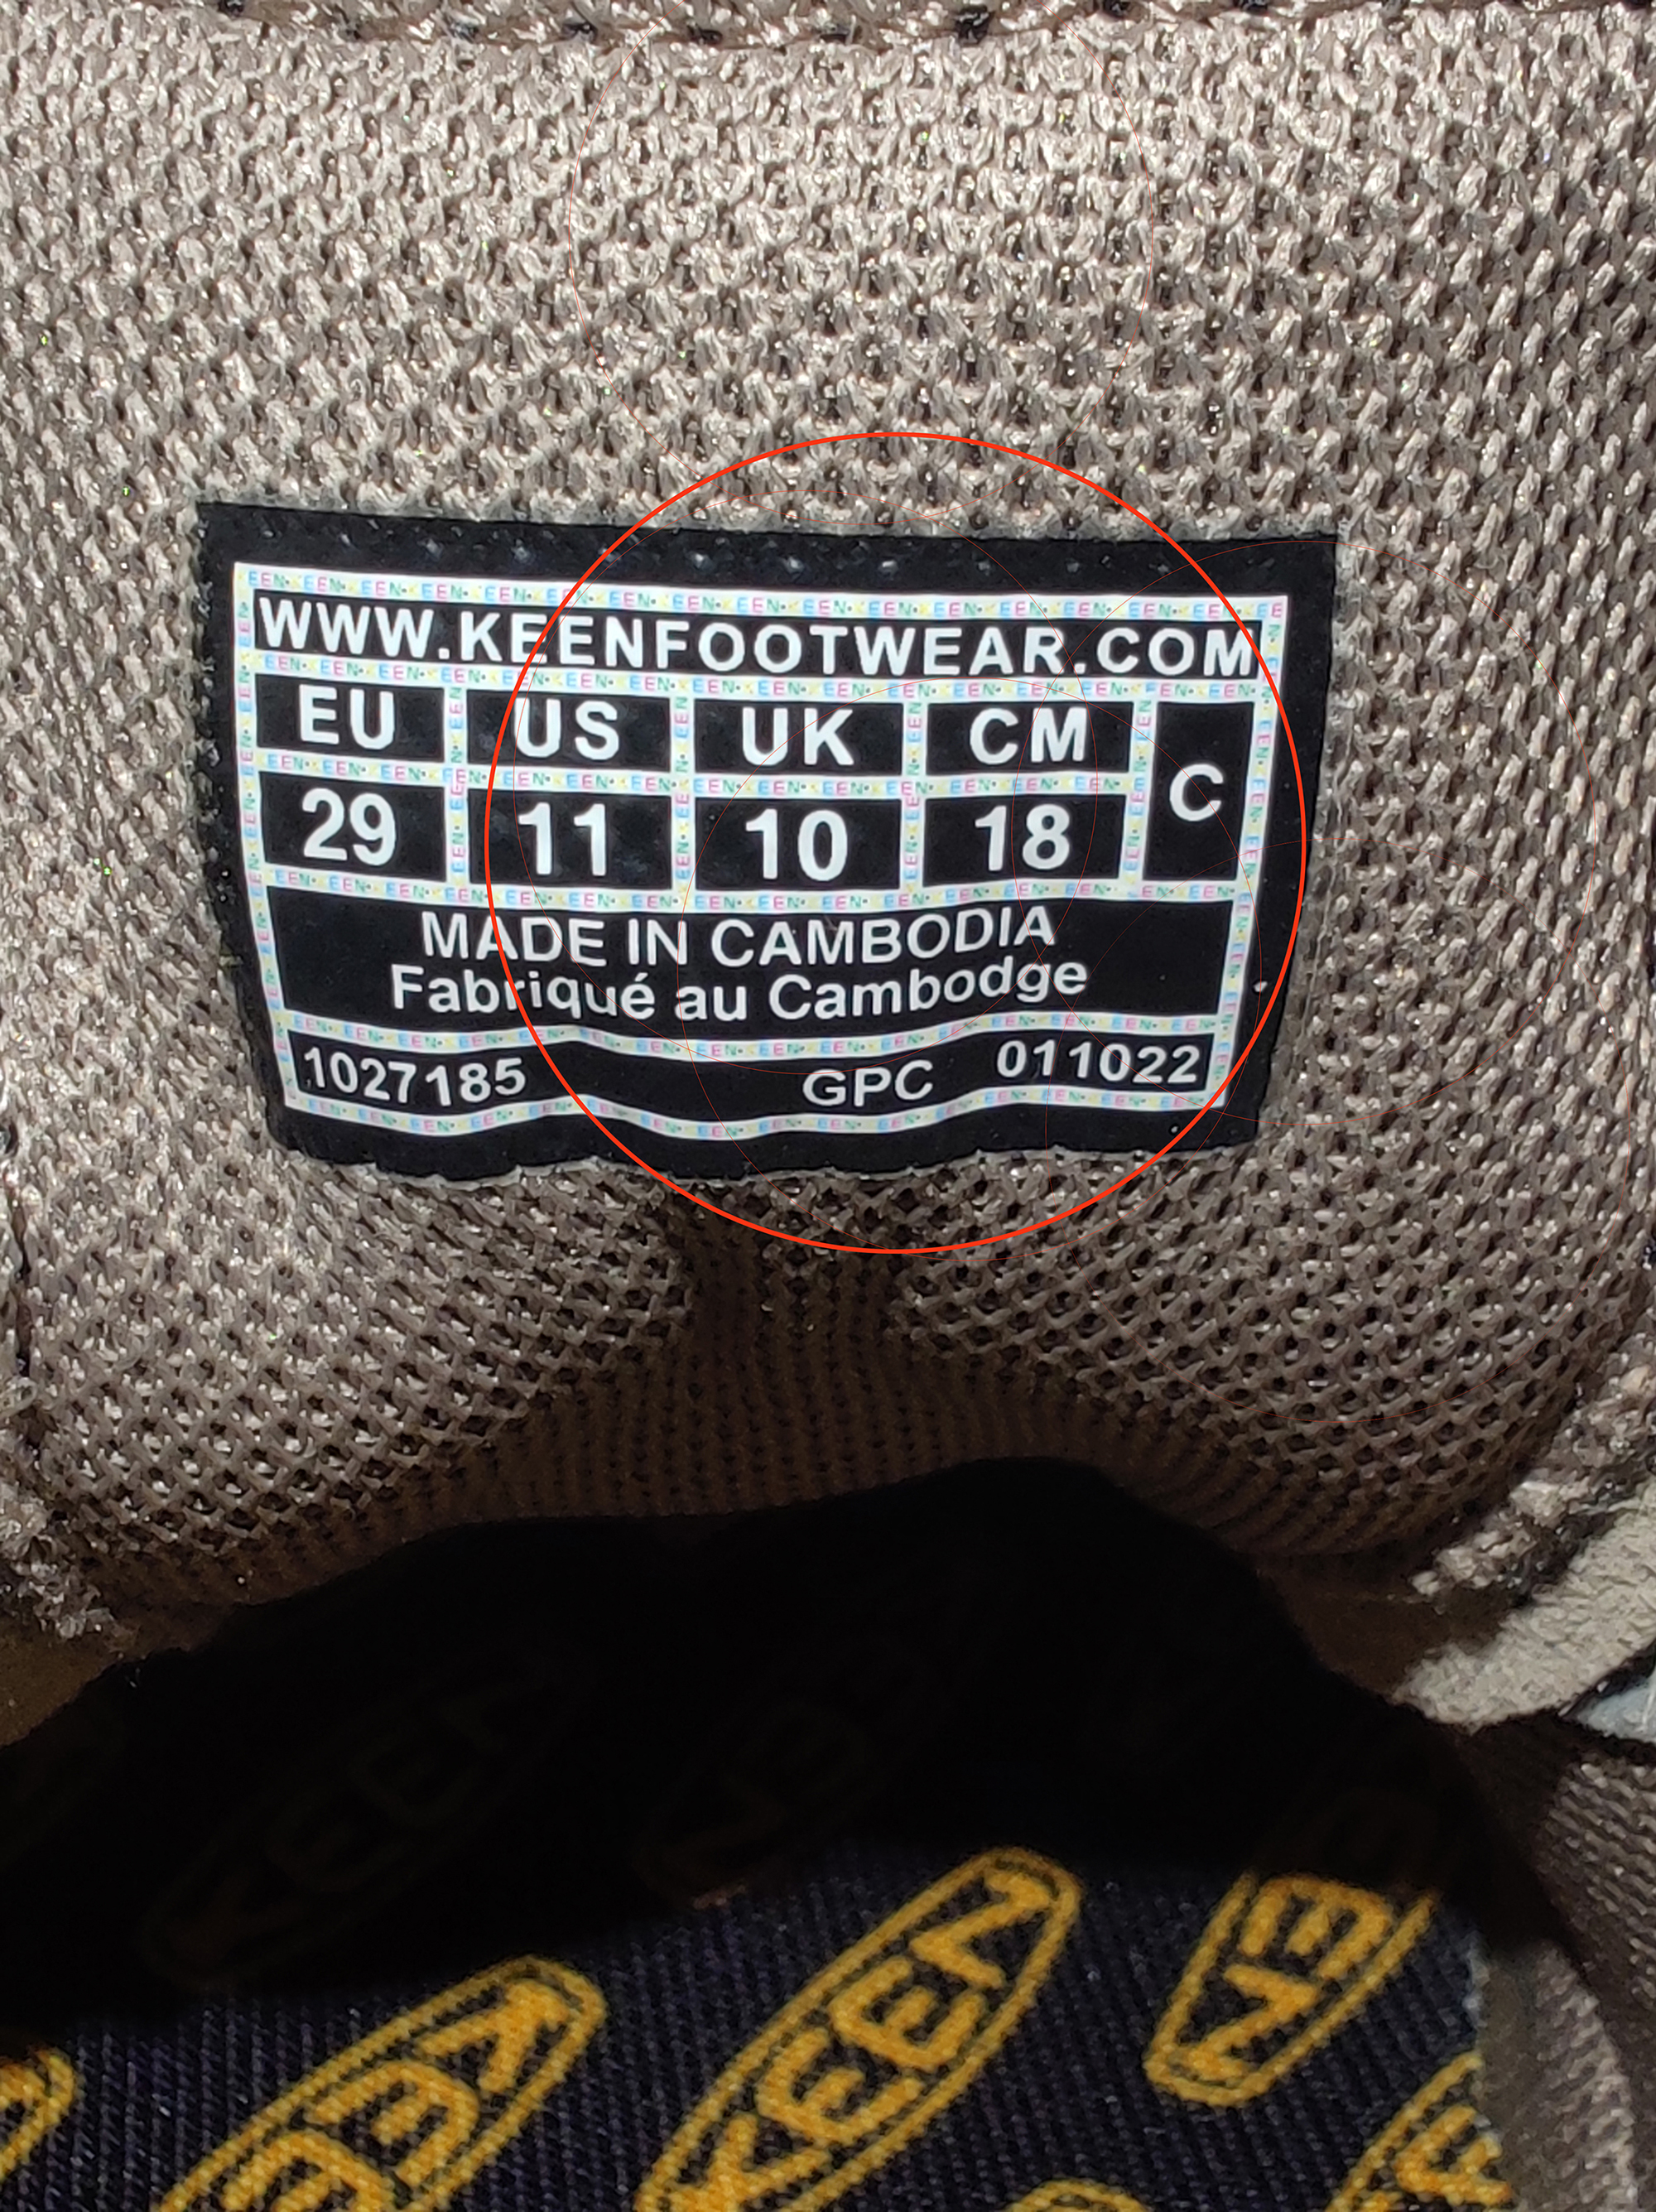 WWW.KEENFOOTWEAR.COM
EU US UK CM C
29 11 10 18
MADE IN CAMBODIA
Fabriqué au Cambodge
1027185 GPC 011022
KEEN
KEEN